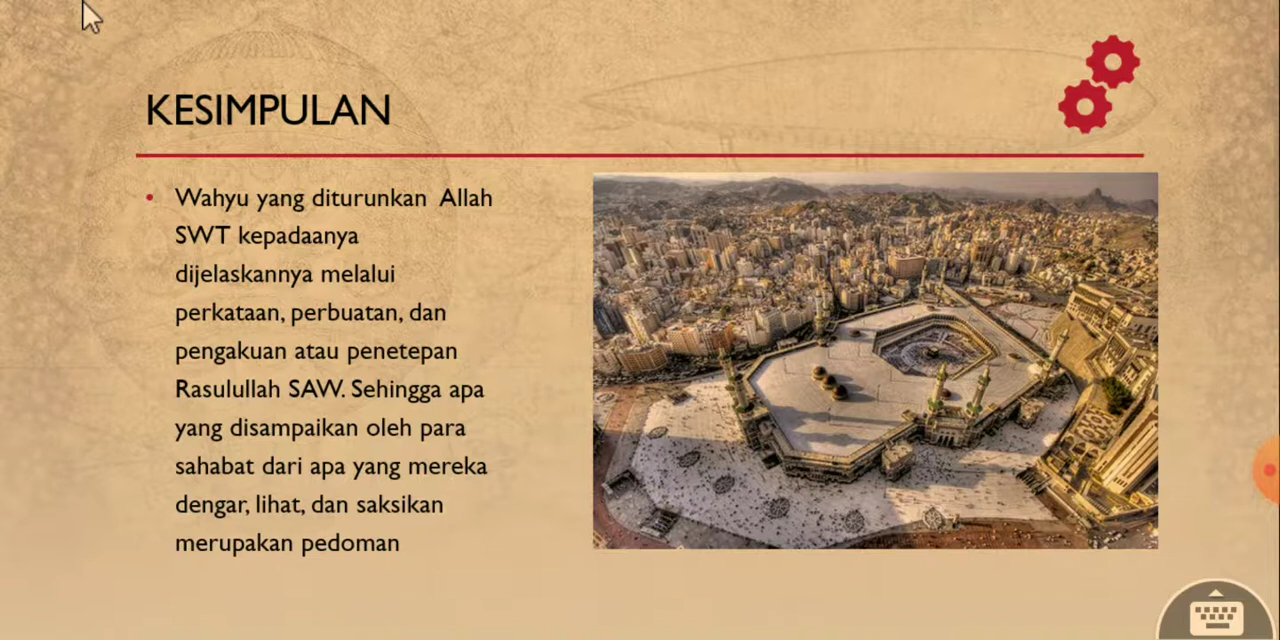 KESIMPULAN
• Wahyu yang diturunkan Allah
SWT kepadaanya
dijelaskannya melalui
perkataan, perbuatan, dan
pengakuan atau penetepan
Rasulullah SAW. Sehingga apa
yang disampaikan oleh para
sahabat dari apa yang mereka
dengar, lihat, dan saksikan
merupakan pedoman